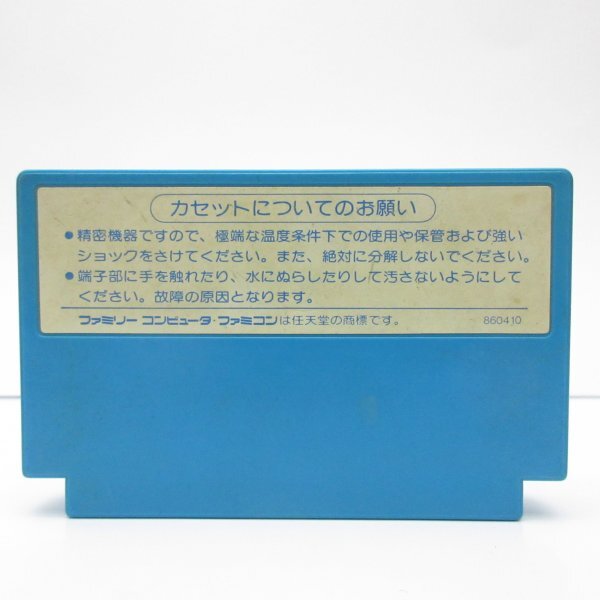 カセットについてのお願い
●精密機器ですので、極端な温度条件下での使用や保管および強い
ショックをさけてください。また、絶対に分解しないでください。
●端子部に手を触れたり、水にぬらしたりして汚さないようにして
ください。故障の原因となります。
ファミリー コンピュータ・ファミコンは任天堂の商標です。 860410